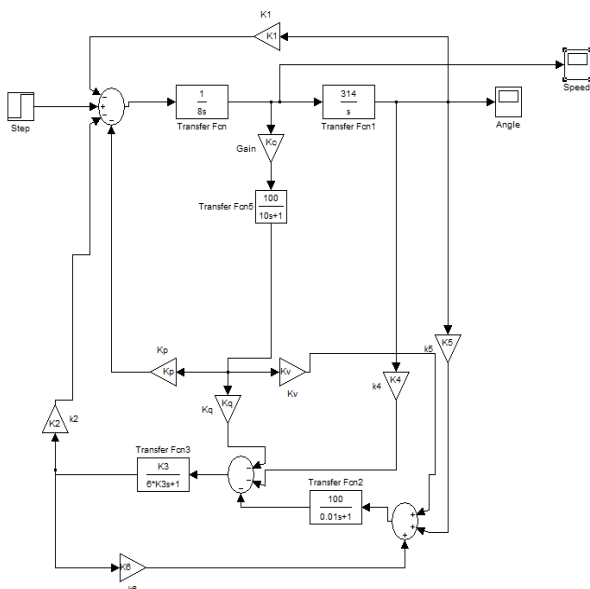 K1
K1
Speed
Step
1
8s
Transfer Fcn
314
s
Transfer Fcn1
Angle
Gain
Kc
Transfer Fcn5
100
10s+1
K5
k5
Kp
Kp
Kv
Kv
K4
k4
Kq
Kq
K2
k2
Transfer Fcn3
K3
6*K3s+1
Transfer Fcn2
100
0.01s+1
K6